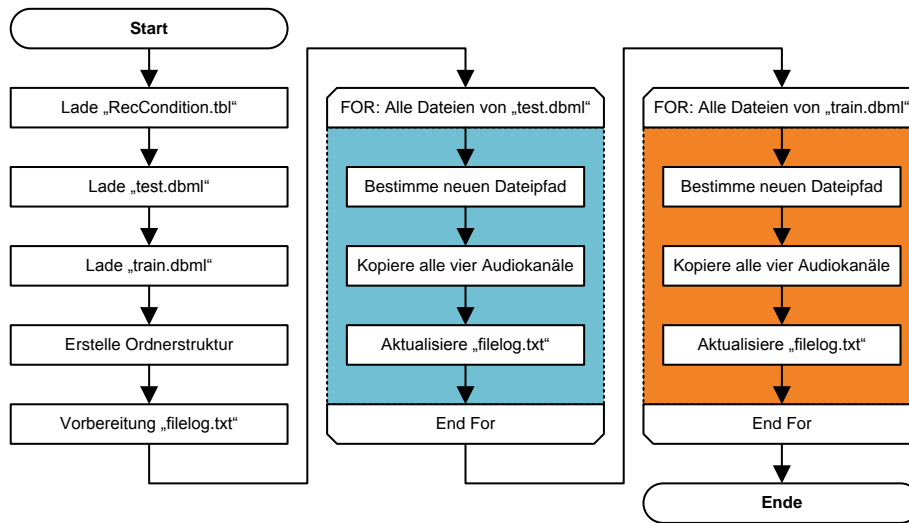 Start
Lade „RecCondition.tbl“
Lade „test.dbml“
Lade „train.dbml“
Erstelle Ordnerstruktur
Vorbereitung „filelog.txt“
FOR: Alle Dateien von „test.dbml“
Bestimme neuen Dateipfad
Kopiere alle vier Audiokanäle
Aktualisiere „filelog.txt“
End For
FOR: Alle Dateien von „train.dbml“
Bestimme neuen Dateipfad
Kopiere alle vier Audiokanäle
Aktualisiere „filelog.txt“
End For
Ende